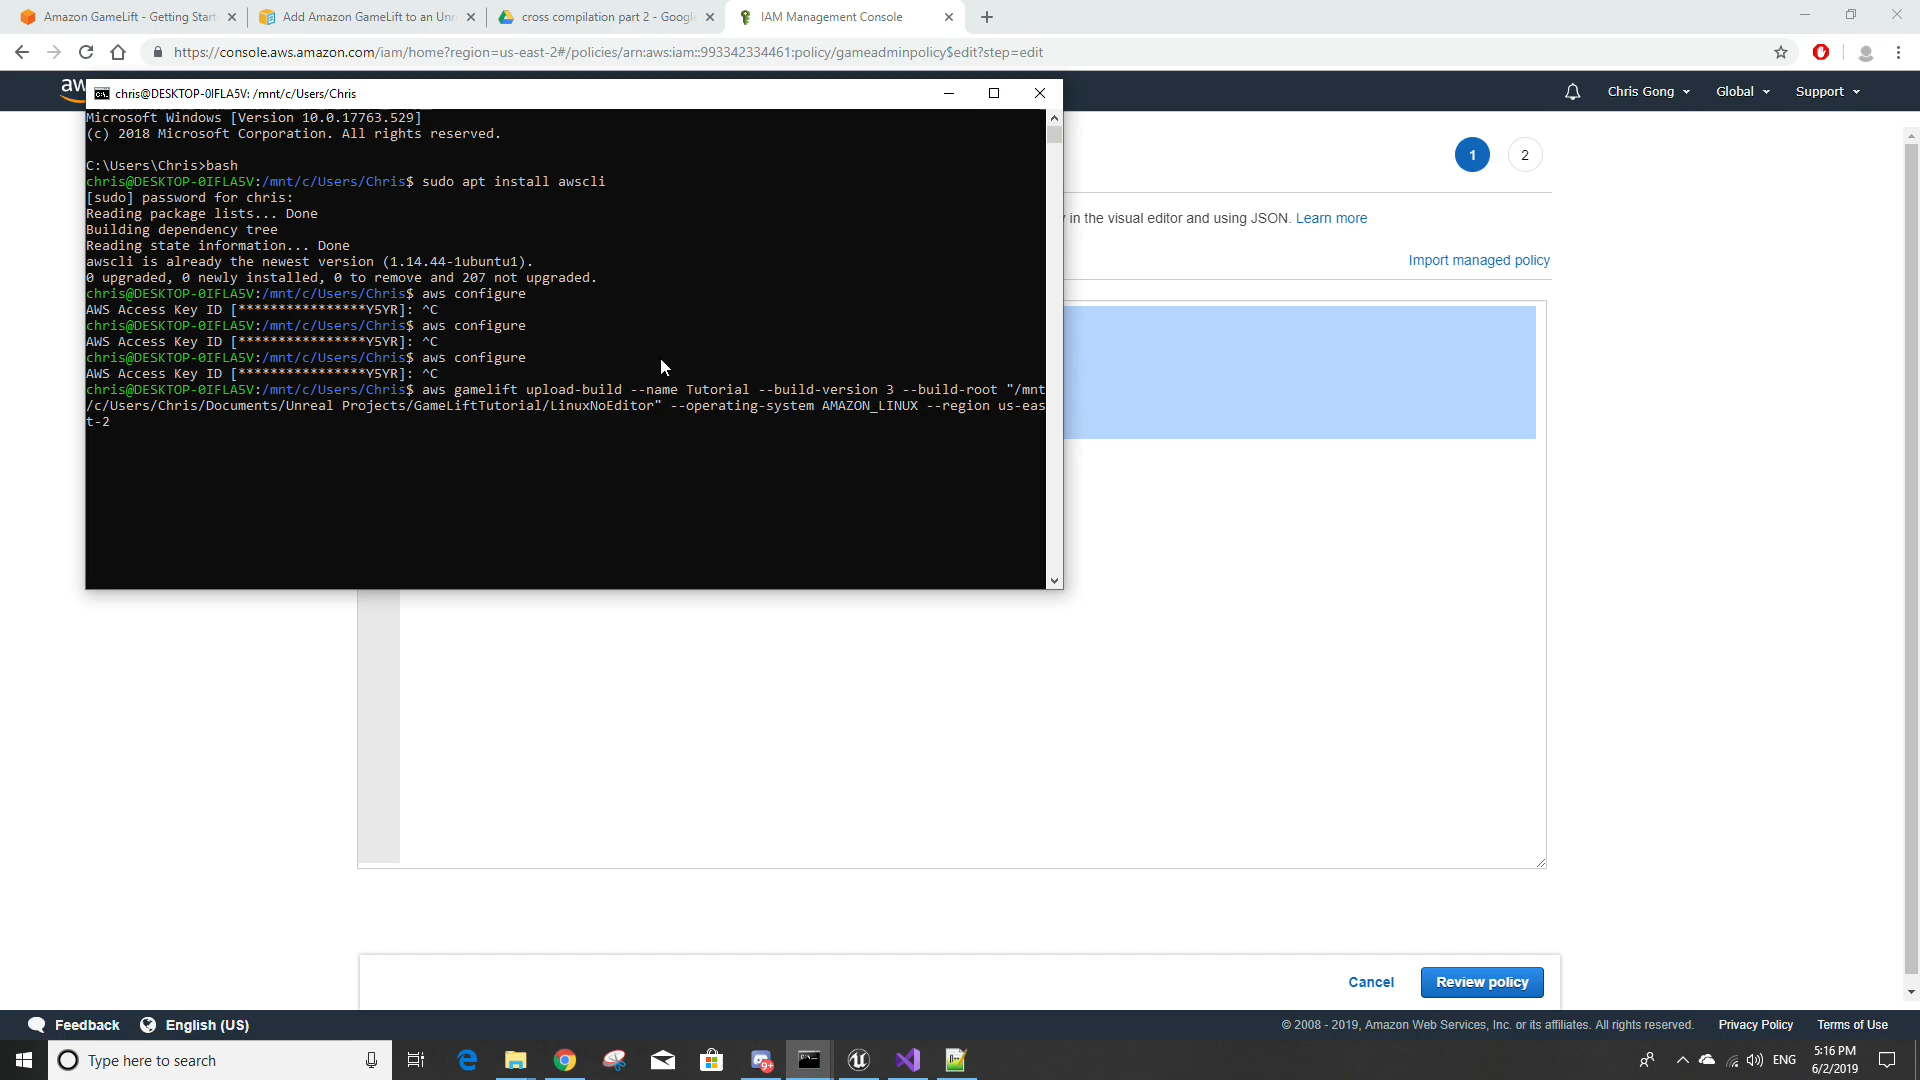 Amazon GameLift - Getting Start
Add Amazon GameLift to an Unr
cross compilation part 2 - Googl
IAM Management Console
https://console.aws.amazon.com/iam/home?region=us-east-2#/policies/arn:aws:iam::993342334461:policy/gameadminpolicy$edit?step=edit
aw
Chris Gong
Global
Support
chris@DESKTOP-0IFLA5V: /mnt/c/Users/Chris
Microsoft Windows [Version 10.0.17763.529]
(c) 2018 Microsoft Corporation. All rights reserved.
C:\Users\Chris>bash
chris@DESKTOP-0IFLA5V:/mnt/c/Users/Chris$ sudo apt install awscli
[sudo] password for chris:
Reading package lists... Done
Building dependency tree
Reading state information... Done
awscli is already the newest version (1.14.44-1ubuntu1).
0 upgraded, 0 newly installed, 0 to remove and 207 not upgraded.
chris@DESKTOP-0IFLA5V:/mnt/c/Users/Chris$ aws configure
AWS Access Key ID [****************Y5YR]: ^C
chris@DESKTOP-0IFLA5V:/mnt/c/Users/Chris$ aws configure
AWS Access Key ID [****************Y5YR]: ^C
chris@DESKTOP-0IFLA5V:/mnt/c/Users/Chris$ aws configure
AWS Access Key ID [****************Y5YR]: ^C
chris@DESKTOP-0IFLA5V:/mnt/c/Users/Chris$ aws gamelift upload-build --name Tutorial --build-version 3 --build-root "/mnt
/c/Users/Chris/Documents/Unreal Projects/GameLiftTutorial/LinuxNoEditor" --operating-system AMAZON_LINUX --region us-eas
t-2
1
2
in the visual editor and using JSON. Learn more
Import managed policy
Cancel
Review policy
Feedback
English (US)
© 2008 - 2019, Amazon Web Services, Inc. or its affiliates. All rights reserved.
Privacy Policy
Terms of Use
Type here to search
9+
ENG
5:16 PM
6/2/2019